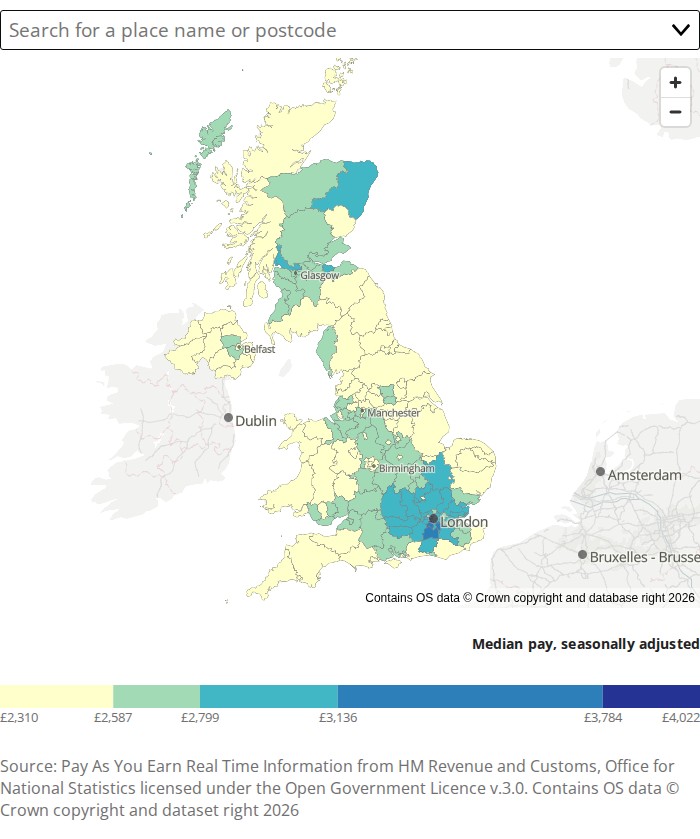 Search for a place name or postcode
+
−
Glasgow
Belfast
Manchester
Dublin
Birmingham
Amsterdam
London
Bruxelles - Brusse
Contains OS data © Crown copyright and database right 2026
Median pay, seasonally adjusted
£2,310 £2,587 £2,799 £3,136 £3,784 £4,022
Source: Pay As You Earn Real Time Information from HM Revenue and Customs, Office for
National Statistics licensed under the Open Government Licence v.3.0. Contains OS data ©
Crown copyright and dataset right 2026